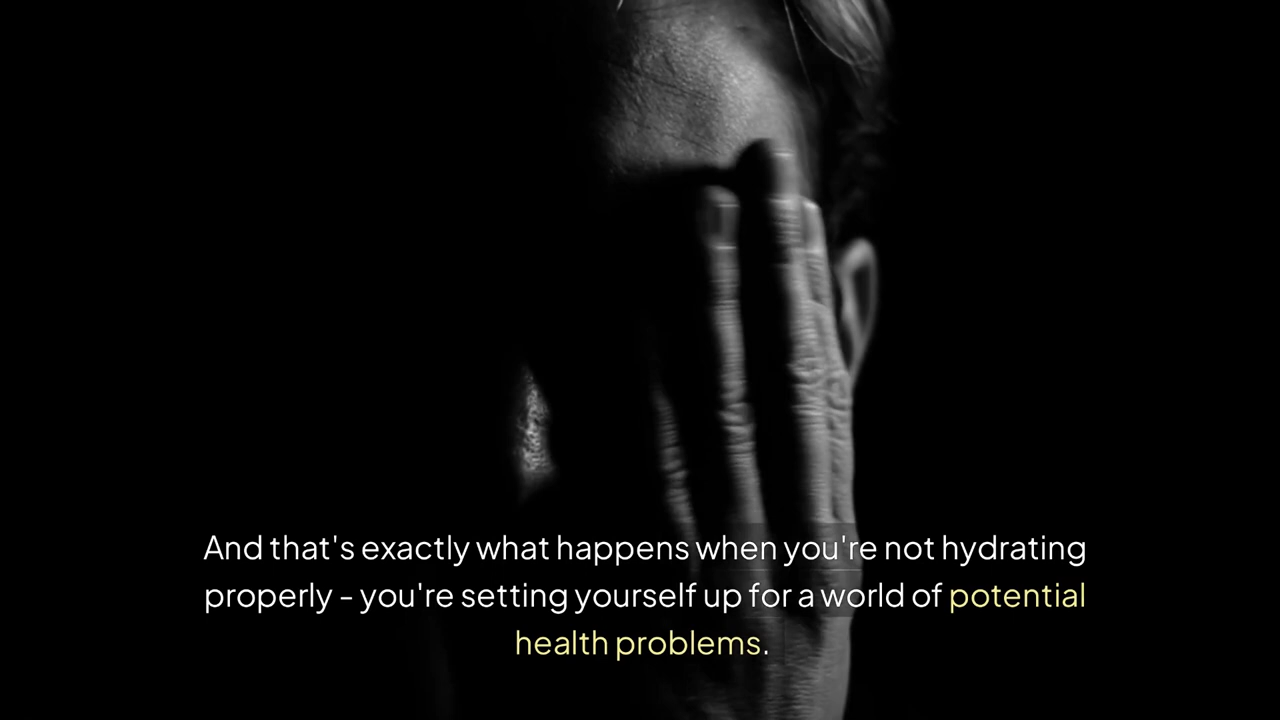 And that's exactly what happens when you're not hydrating
properly - you're setting yourself up for a world of potential
health problems.